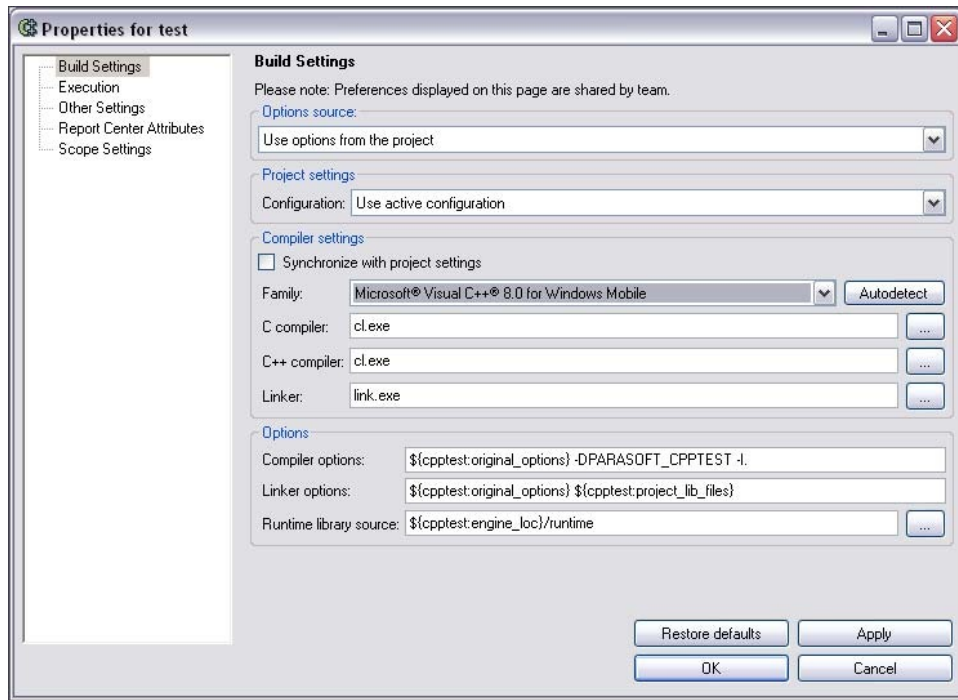 Properties for test
Build Settings
Execution
Other Settings
Report Center Attributes
Scope Settings
Build Settings
Please note: Preferences displayed on this page are shared by team.
Options source:
Use options from the project
Project settings
Configuration: Use active configuration
Compiler settings
Synchronize with project settings
Family: Microsoft® Visual C++® 8.0 for Windows Mobile Autodetect
C compiler: cl.exe ...
C++ compiler: cl.exe ...
Linker: link.exe ...
Options
Compiler options: ${cpptest:original_options} -DPARASOFT_CPPTEST -I.
Linker options: ${cpptest:original_options} ${cpptest:project_lib_files}
Runtime library source: ${cpptest:engine_loc}/runtime ...
Restore defaults Apply
OK Cancel